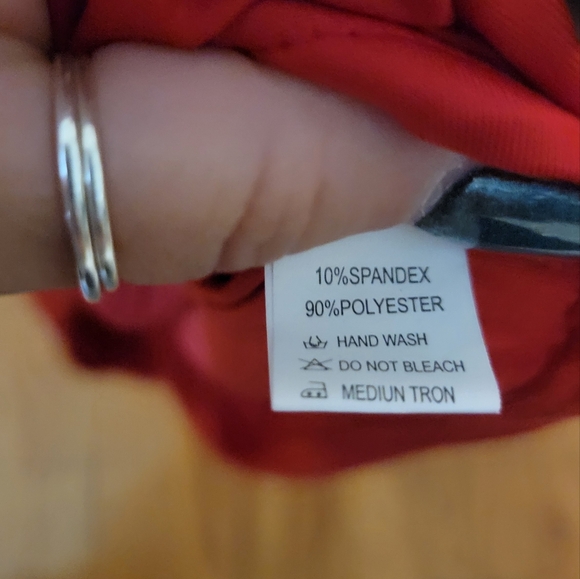 10%SPANDEX
90%POLYESTER
HAND WASH
DO NOT BLEACH
MEDIUN TRON